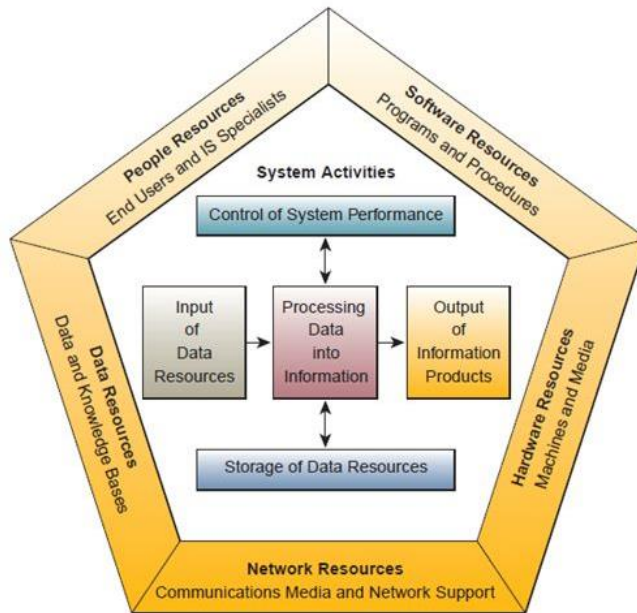 People Resources
End Users and IS Specialists
Software Resources
Programs and Procedures
System Activities
Control of System Performance
Input
of
Data
Resources
Processing
Data
into
Information
Output
of
Information
Products
Storage of Data Resources
Data Resources
Data and Knowledge Bases
Hardware Resources
Machines and Media
Network Resources
Communications Media and Network Support